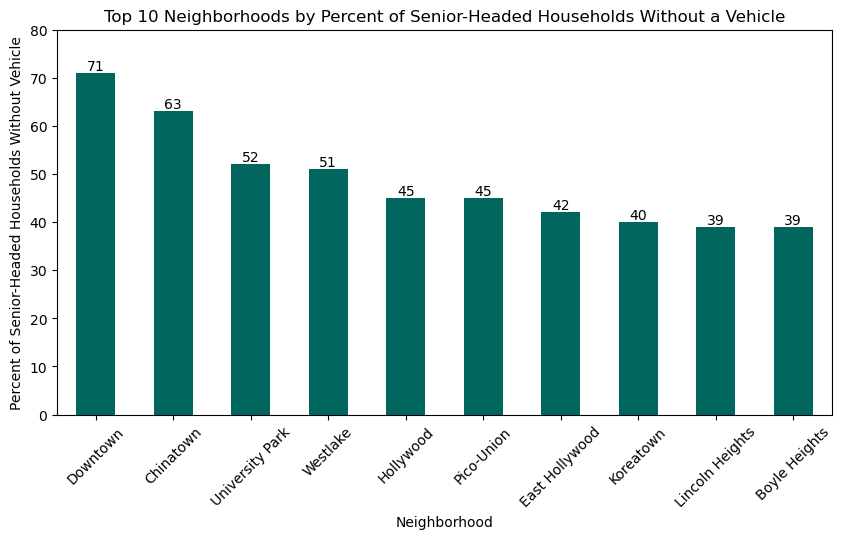 Top 10 Neighborhoods by Percent of Senior-Headed Households Without a Vehicle
Percent of Senior-Headed Households Without Vehicle
80
70
60
50
40
30
20
10
0
71
63
52
51
45
45
42
40
39
39
Downtown
Chinatown
University Park
Westlake
Hollywood
Pico-Union
East Hollywood
Koreatown
Lincoln Heights
Boyle Heights
Neighborhood